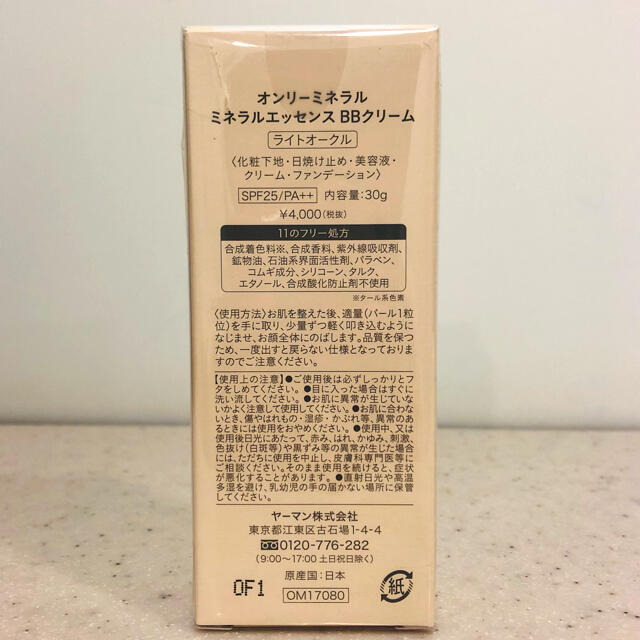 オンリーミネラル
ミネラルエッセンス BBクリーム
ライトオークル
〈化粧下地・日焼け止め・美容液・
クリーム・ファンデーション〉
SPF25/PA++ 内容量:30g
¥4,000(税抜)
11のフリー処方
合成着色料※、合成香料、紫外線吸収剤、
鉱物油、石油系界面活性剤、パラベン、
コムギ成分、シリコーン、タルク、
エタノール、合成酸化防止剤不使用
※タール系色素
〈使用方法〉お肌を整えた後、適量(パール1粒
位)を手に取り、少量ずつ軽く叩き込むように
なじませ、お顔全体にのばします。品質を保つ
ため、一度出すと戻らない仕様となっておりま
すのでご注意ください。
【使用上の注意】●ご使用後は必ずしっかりとフ
タをしめてください。●目に入った場合はすぐに
洗い流してください。●お肌に異常が生じていな
いかよく注意して使用してください。●お肌に合わな
いとき、傷やはれもの・湿疹・かぶれ等、異常のあ
るときには使用をおやめください。●使用中、又は
使用後日光にあたって、赤み、はれ、かゆみ、刺激、
色抜け(白斑等)や黒ずみ等の異常が生じた場合
には、ただちに使用を中止し、皮膚科専門医等に
ご相談ください。そのまま使用を続けると、症状
が悪化することがあります。●直射日光や高温
多湿を避け、乳幼児の手の届かない場所に保管
してください。
ヤーマン株式会社
東京都江東区古石場1-4-4
0120-776-282
(9:00〜17:00 土日祝日除く)
原産国:日本
0F1
OM17080
紙